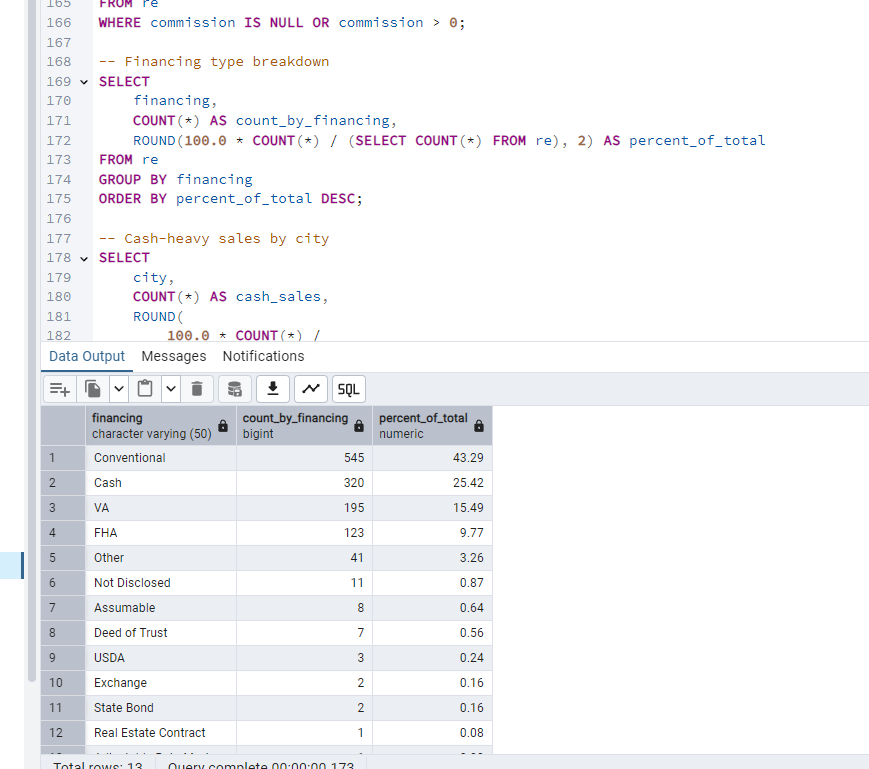 165 FROM re
166 WHERE commission IS NULL OR commission > 0;
167
168 -- Financing type breakdown
169 SELECT
170 financing,
171 COUNT(*) AS count_by_financing,
172 ROUND(100.0 * COUNT(*) / (SELECT COUNT(*) FROM re), 2) AS percent_of_total
173 FROM re
174 GROUP BY financing
175 ORDER BY percent_of_total DESC;
176
177 -- Cash-heavy sales by city
178 SELECT
179 city,
180 COUNT(*) AS cash_sales,
181 ROUND(
182 100.0 * COUNT(*) /
Data Output Messages Notifications
SQL
financing count_by_financing percent_of_total
character varying (50) bigint numeric
1 Conventional 545 43.29
2 Cash 320 25.42
3 VA 195 15.49
4 FHA 123 9.77
5 Other 41 3.26
6 Not Disclosed 11 0.87
7 Assumable 8 0.64
8 Deed of Trust 7 0.56
9 USDA 3 0.24
10 Exchange 2 0.16
11 State Bond 2 0.16
12 Real Estate Contract 1 0.08
Total rows: 13 Query complete 00:00:00.173